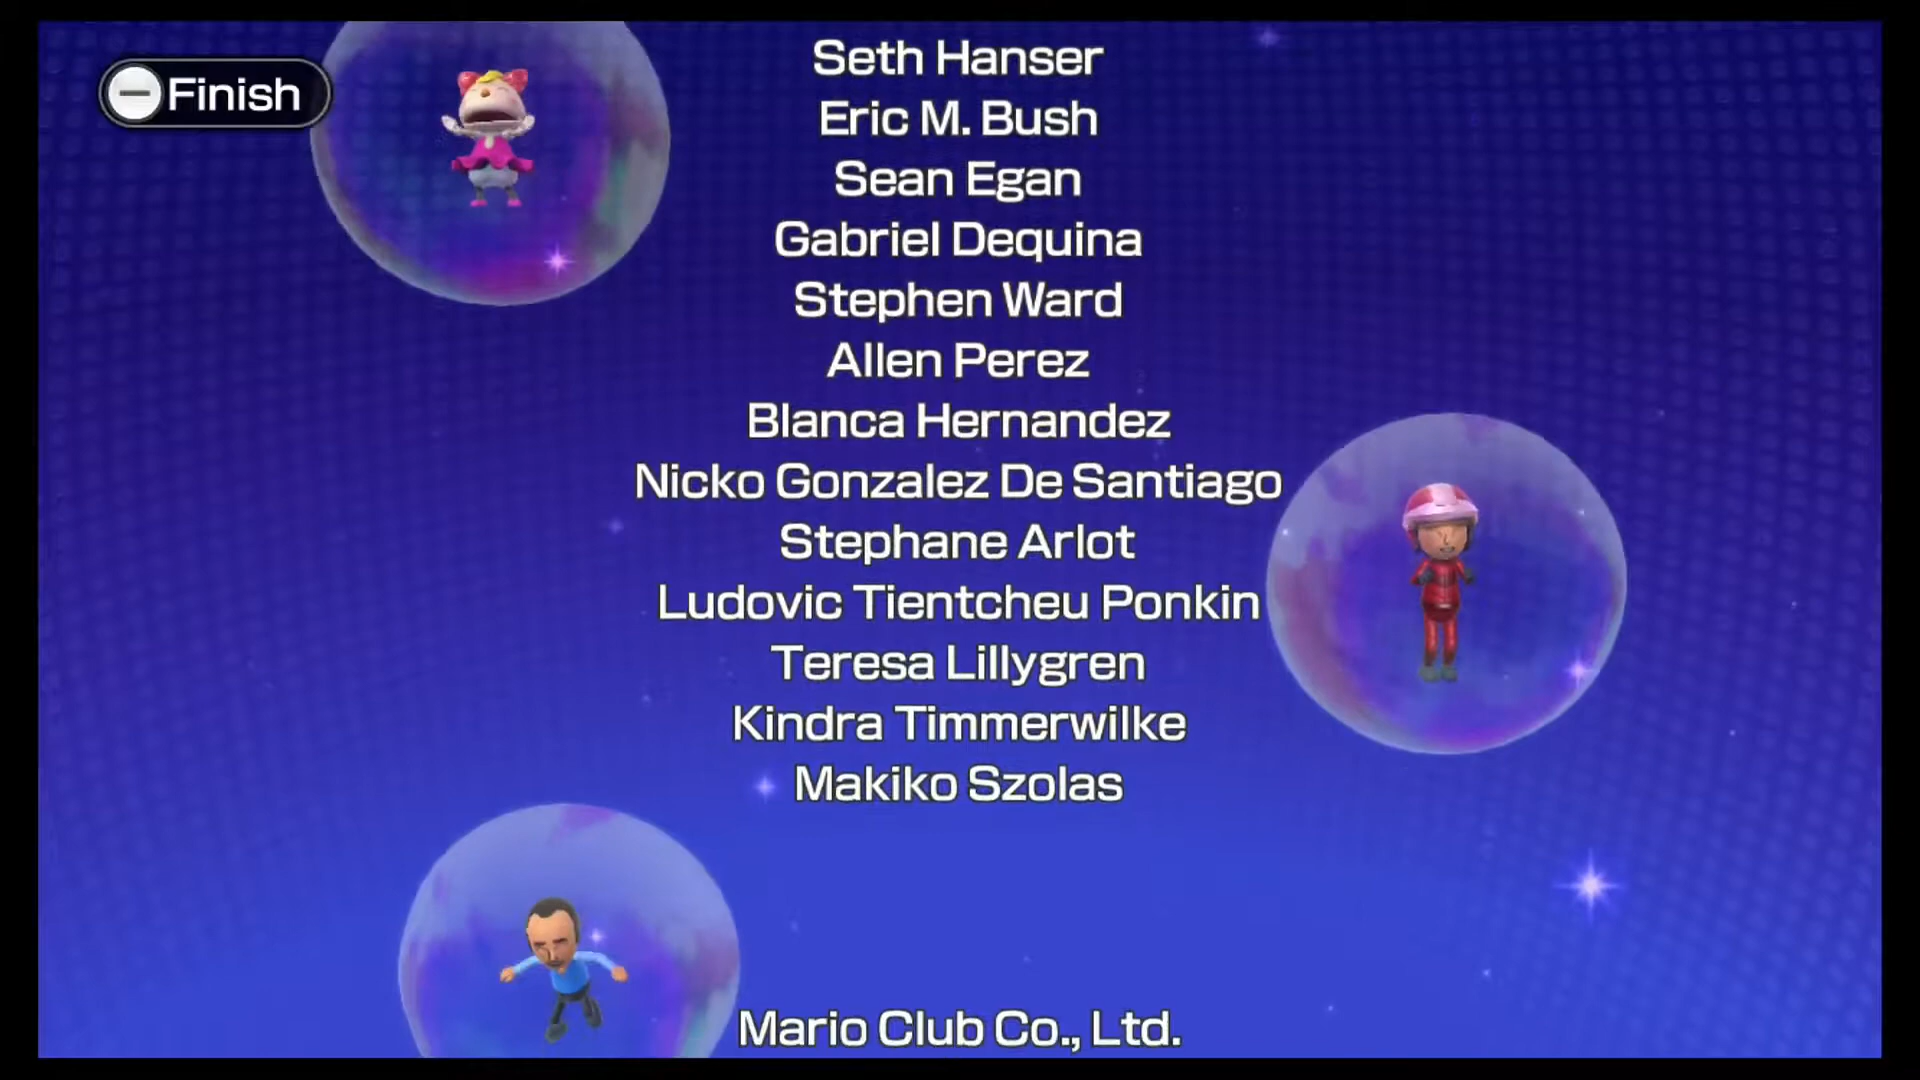 Finish
Seth Hanser
Eric M. Bush
Sean Egan
Gabriel Dequina
Stephen Ward
Allen Perez
Blanca Hernandez
Nicko Gonzalez De Santiago
Stephane Arlot
Ludovic Tientcheu Ponkin
Teresa Lillygren
Kindra Timmerwilke
Makiko Szolas
Mario Club Co., Ltd.